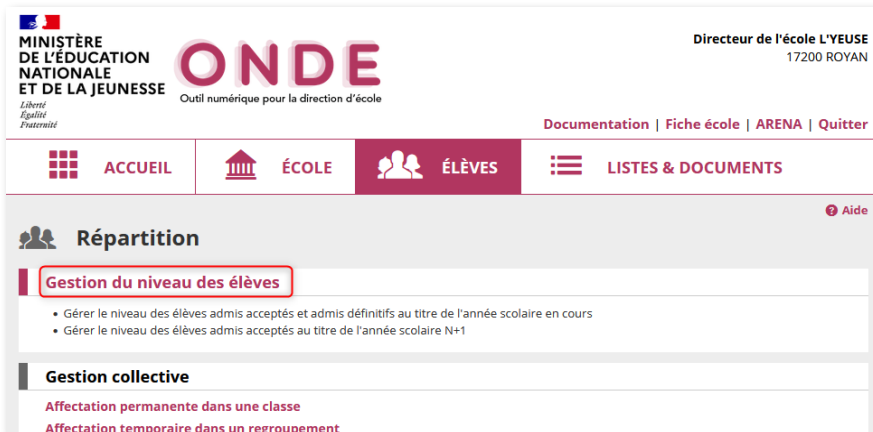 MINISTÈRE
DE L'ÉDUCATION
NATIONALE
ET DE LA JEUNESSE
Liberté
Égalité
Fraternité
ONDE
Outil numérique pour la direction d'école
Directeur de l'école L'YEUSE
17200 ROYAN
Documentation | Fiche école | ARENA | Quitter
ACCUEIL ÉCOLE ÉLÈVES LISTES & DOCUMENTS
Aide
Répartition
Gestion du niveau des élèves
• Gérer le niveau des élèves admis acceptés et admis définitifs au titre de l'année scolaire en cours
• Gérer le niveau des élèves admis acceptés au titre de l'année scolaire N+1
Gestion collective
Affectation permanente dans une classe
Affectation temporaire dans un regroupement